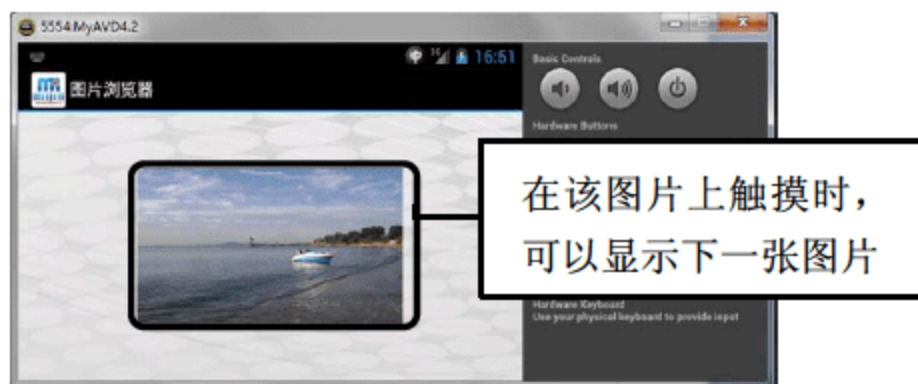 5554:MyAVD4.2
3G
16:51
图片浏览器
Basic Controls
Hardware Buttons
在该图片上触摸时，
可以显示下一张图片
Hardware Keyboard
Use your physical keyboard to provide input